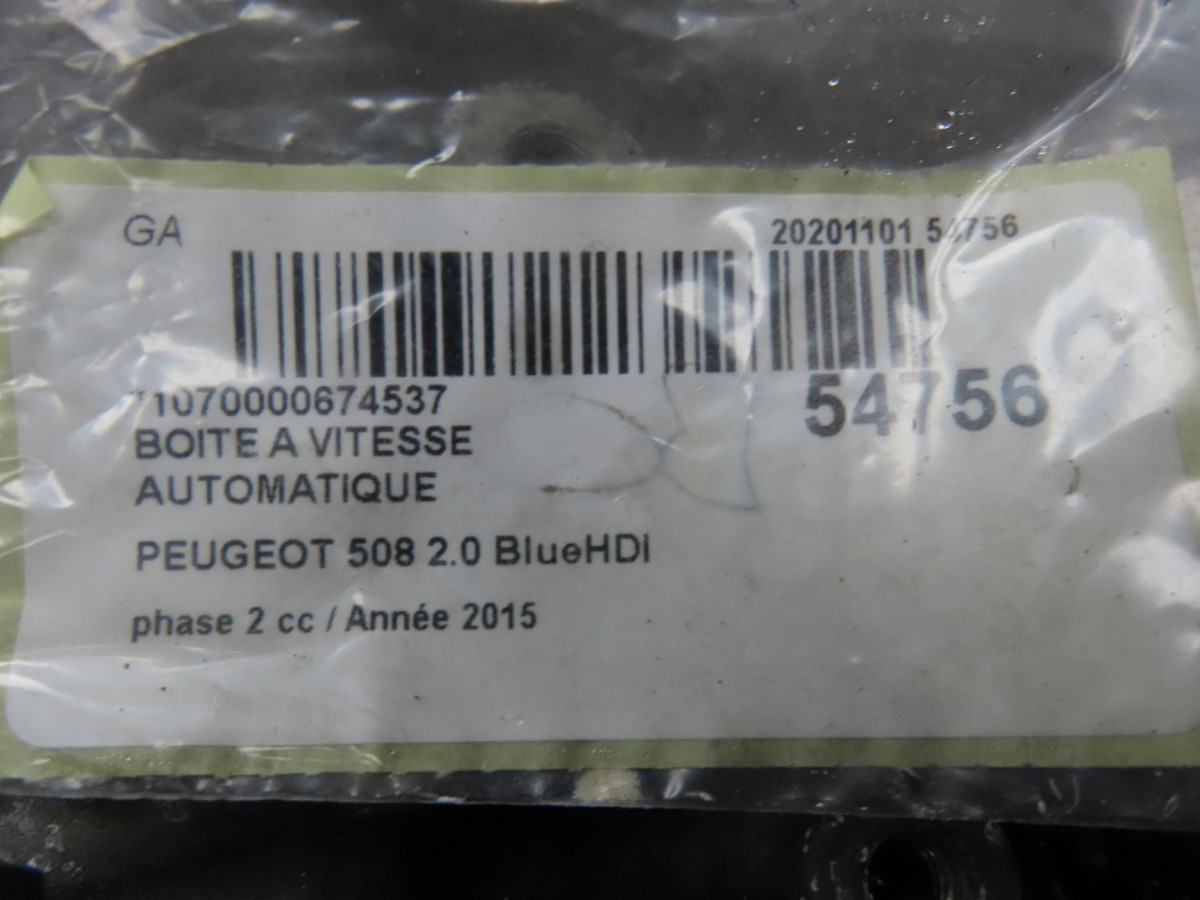 GA
20201101 54756
*1070000674537
54756
BOITE A VITESSE
AUTOMATIQUE
PEUGEOT 508 2.0 BlueHDi
phase 2 cc / Année 2015